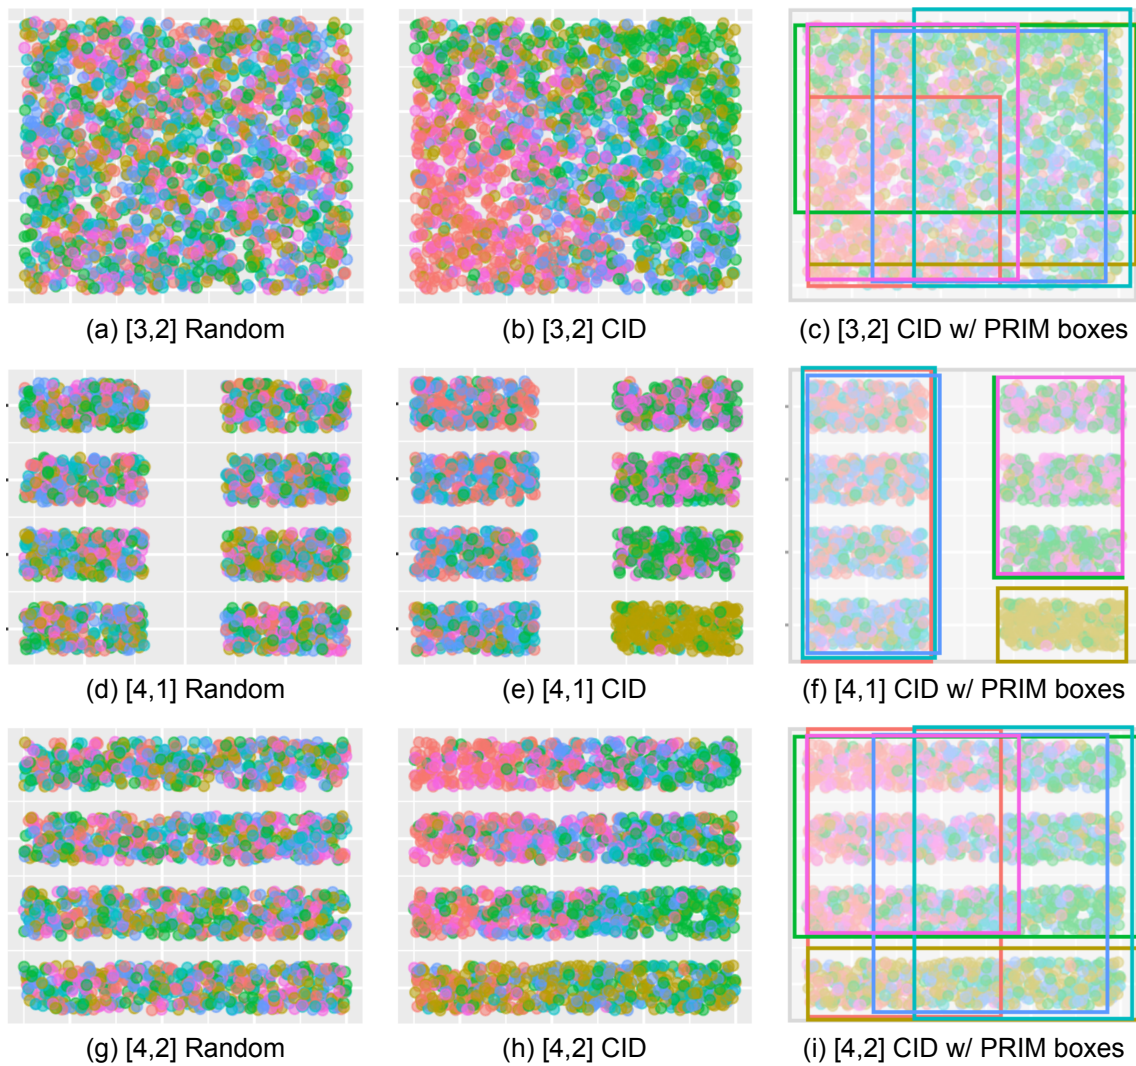 (a) [3,2] Random
(b) [3,2] CID
(c) [3,2] CID w/ PRIM boxes
(d) [4,1] Random
(e) [4,1] CID
(f) [4,1] CID w/ PRIM boxes
(g) [4,2] Random
(h) [4,2] CID
(i) [4,2] CID w/ PRIM boxes